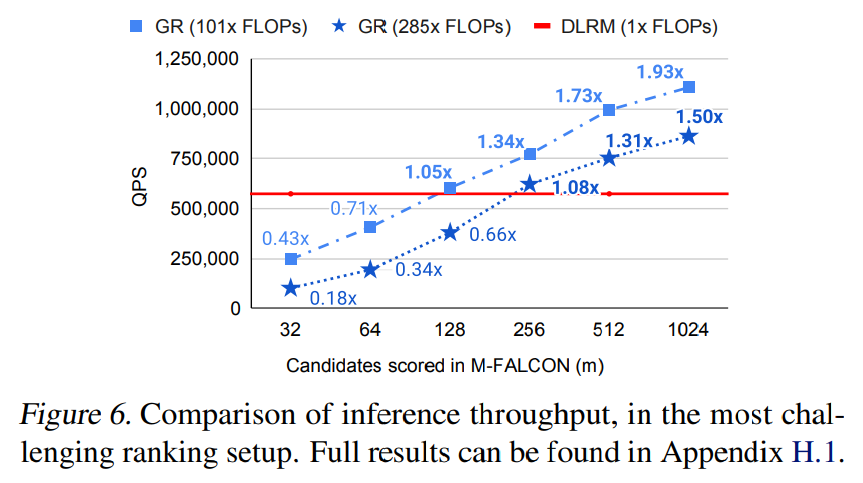 GR (101x FLOPs) GR (285x FLOPs) DLRM (1x FLOPs)
1,250,000
1,000,000
750,000
500,000
250,000
0
QPS
0.43x
0.71x
1.05x
1.34x
1.73x
1.93x
0.18x
0.34x
0.66x
1.08x
1.31x
1.50x
32 64 128 256 512 1024
Candidates scored in M-FALCON (m)
Figure 6. Comparison of inference throughput, in the most chal-
lenging ranking setup. Full results can be found in Appendix H.1.